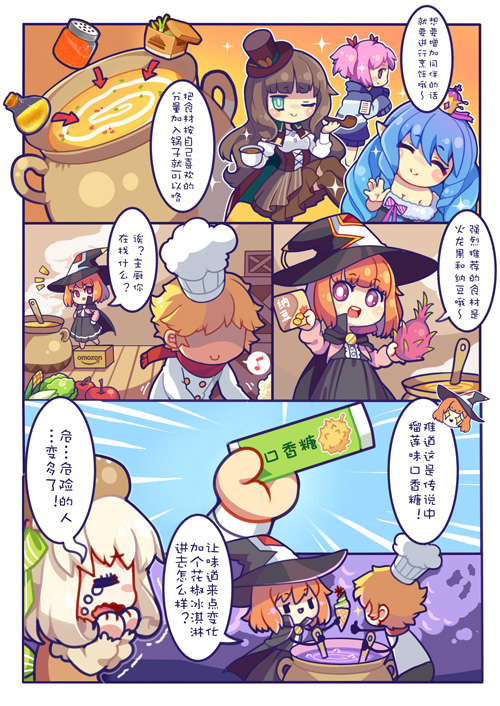 想要增加同伴的话
就要进行烹饪哦～
把食材按自己喜欢的
分量加入锅子就可以咯
诶？主厨你
在找什么？
omozon
强烈推荐的食材是
火龙果和纳豆哦～
纳豆
口香糖
难道这是传说中
榴莲味口香糖！
危…危险的人
…变多了！
让味道来点变化
加个花椒冰淇淋
进去怎么样？